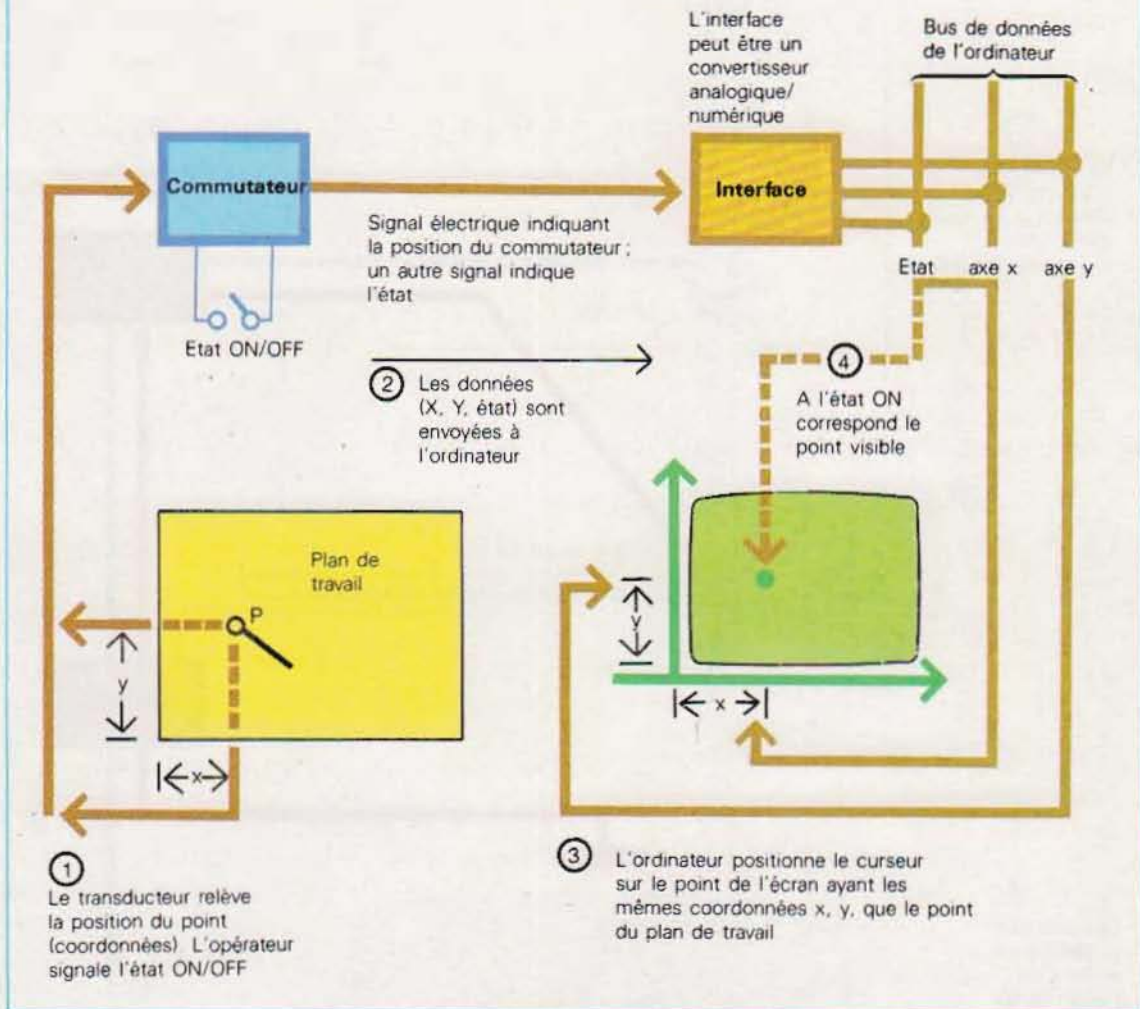 L'interface
peut être un
convertisseur
analogique/
numérique
Bus de données
de l'ordinateur
Commutateur
Interface
Signal électrique indiquant
la position du commutateur ;
un autre signal indique
l'état
Etat
axe x
axe y
Etat ON/OFF
2 Les données
(X, Y, état) sont
envoyées à
l'ordinateur
4
A l'état ON
correspond le
point visible
Plan de
travail
P
y
x
y
x
1
Le transducteur relève
la position du point
(coordonnées). L'opérateur
signale l'état ON/OFF
3 L'ordinateur positionne le curseur
sur le point de l'écran ayant les
mêmes coordonnées x, y, que le point
du plan de travail